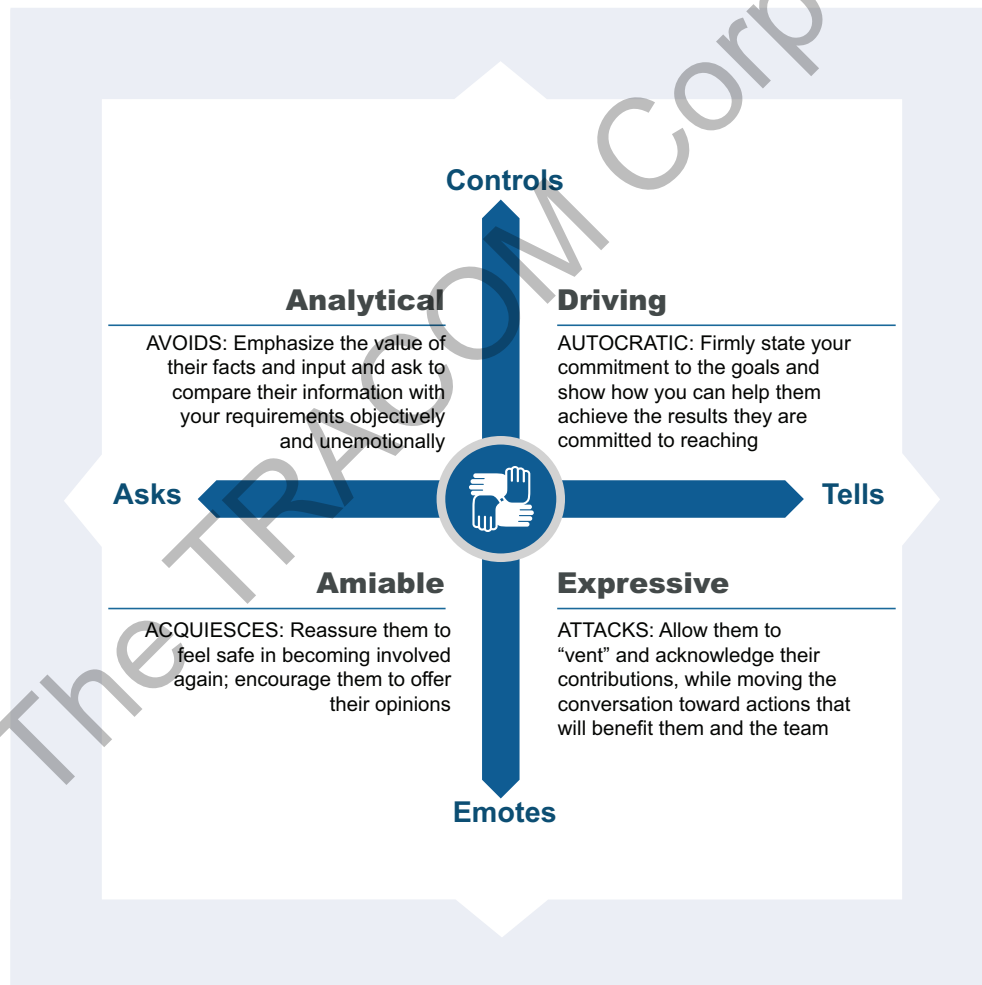 Controls
Analytical
AVOIDS: Emphasize the value of
their facts and input and ask to
compare their information with
your requirements objectively
and unemotionally
Driving
AUTOCRATIC: Firmly state your
commitment to the goals and
show how you can help them
achieve the results they are
committed to reaching
Asks
Tells
Amiable
ACQUIESCES: Reassure them to
feel safe in becoming involved
again; encourage them to offer
their opinions
Expressive
ATTACKS: Allow them to
“vent” and acknowledge their
contributions, while moving the
conversation toward actions that
will benefit them and the team
Emotes
The TRACOM Corp